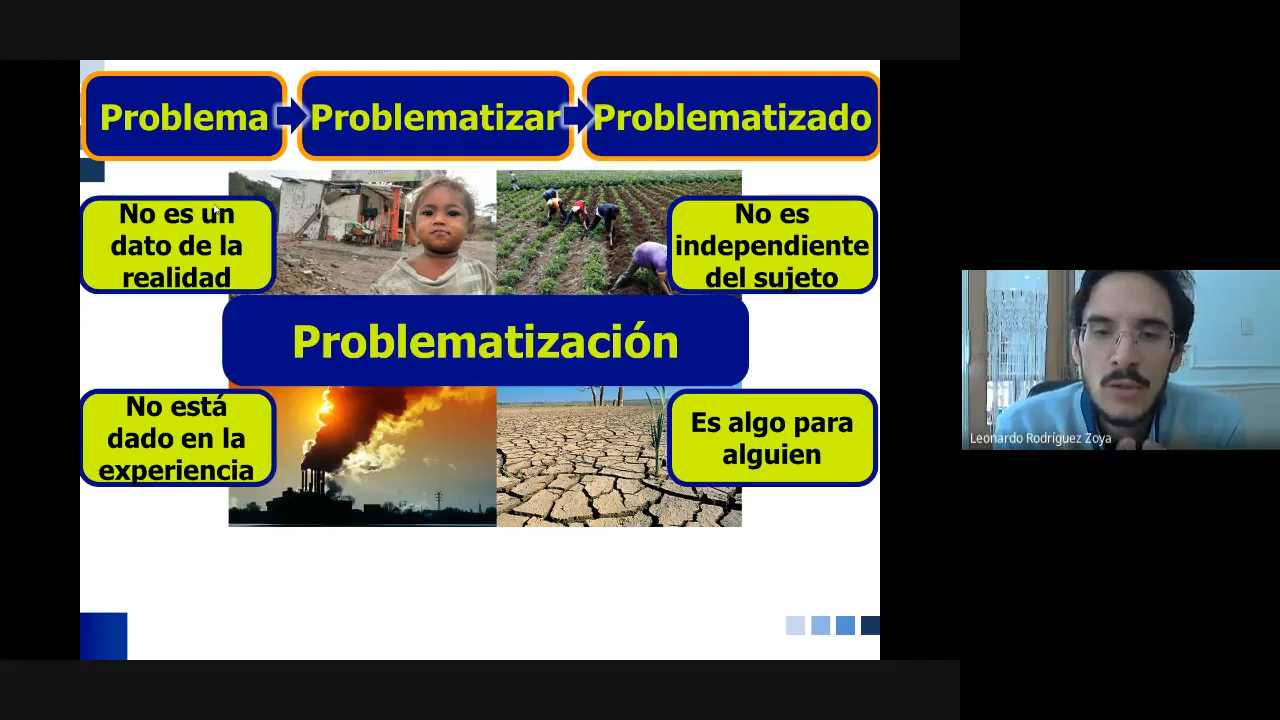 Problema
Problematizar
Problematizado
No es un
dato de la
realidad
No es
independiente
del sujeto
Problematización
No está
dado en la
experiencia
Es algo para
alguien
Leonardo Rodríguez Zoya